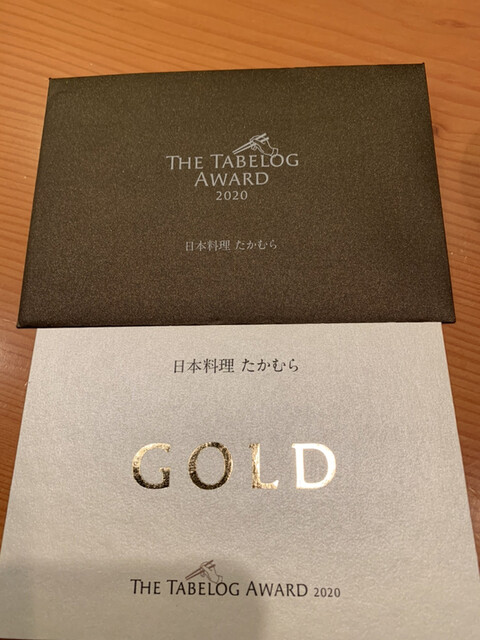 THE TABELOG
AWARD
2020
日本料理 たかむら
日本料理 たかむら
GOLD
THE TABELOG AWARD 2020